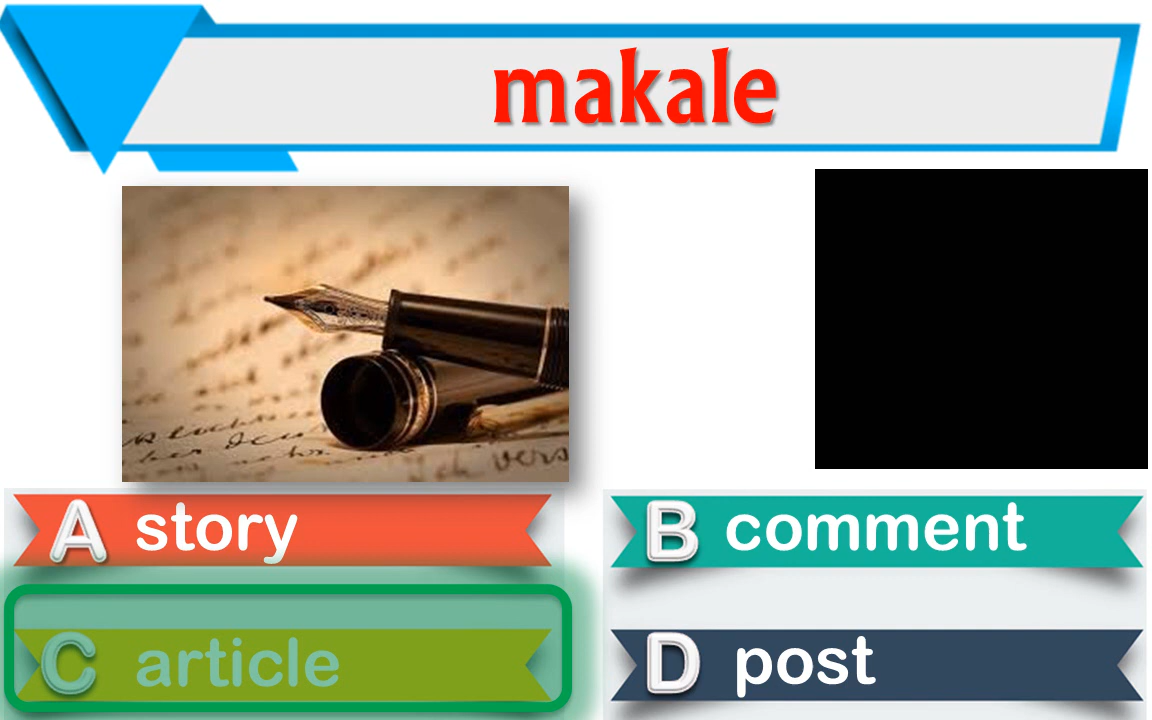 makale
A story
B comment
C article
D post